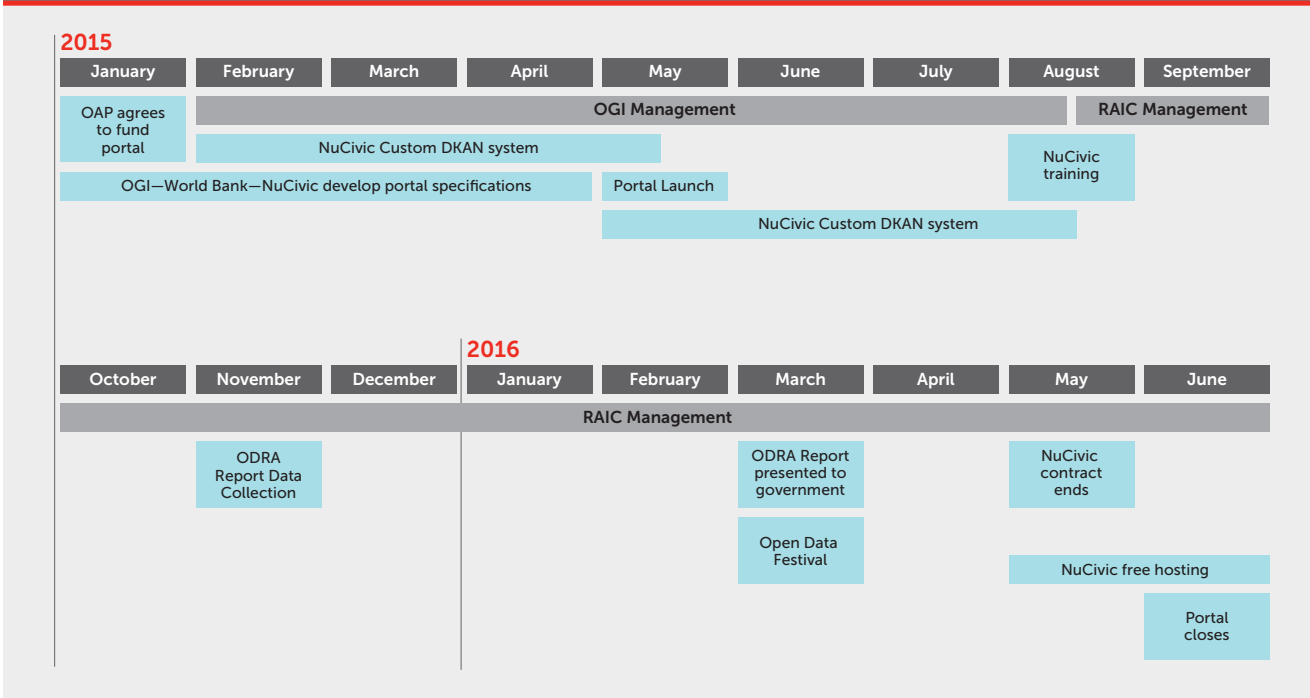 2015
January
February
March
April
May
June
July
August
September
OAP agrees
to fund
portal
OGI Management
RAIC Management
NuCivic Custom DKAN system
NuCivic
training
OGI—World Bank—NuCivic develop portal specifications
Portal Launch
NuCivic Custom DKAN system
2016
October
November
December
January
February
March
April
May
June
RAIC Management
ODRA
Report Data
Collection
ODRA Report
presented to
government
NuCivic
contract
ends
Open Data
Festival
NuCivic free hosting
Portal
closes